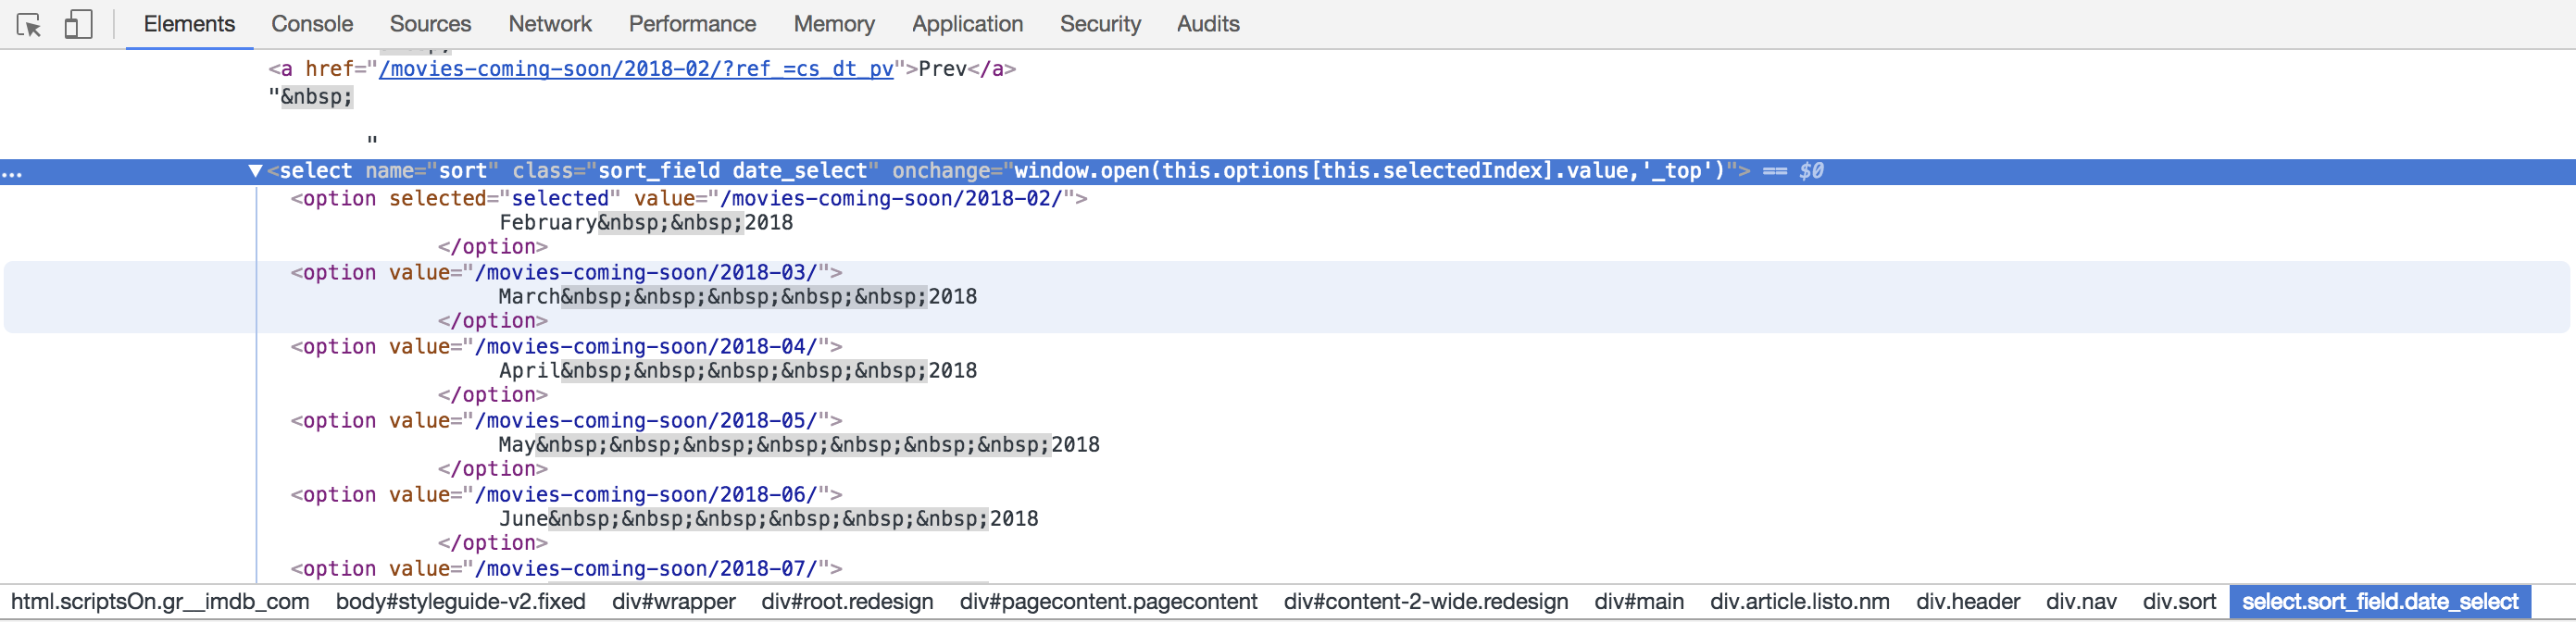 Elements Console Sources Network Performance Memory Application Security Audits
<a href="/movies-coming-soon/2018-02/?ref_=cs_dt_pv">Prev</a>
"&nbsp;
"
... ▼<select name="sort" class="sort_field date_select" onchange="window.open(this.options[this.selectedIndex].value,'_top')"> == $0
<option selected="selected" value="/movies-coming-soon/2018-02/">
February&nbsp;&nbsp;2018
</option>
<option value="/movies-coming-soon/2018-03/">
March&nbsp;&nbsp;&nbsp;&nbsp;&nbsp;2018
</option>
<option value="/movies-coming-soon/2018-04/">
April&nbsp;&nbsp;&nbsp;&nbsp;&nbsp;2018
</option>
<option value="/movies-coming-soon/2018-05/">
May&nbsp;&nbsp;&nbsp;&nbsp;&nbsp;&nbsp;&nbsp;2018
</option>
<option value="/movies-coming-soon/2018-06/">
June&nbsp;&nbsp;&nbsp;&nbsp;&nbsp;&nbsp;2018
</option>
<option value="/movies-coming-soon/2018-07/">
html.scriptsOn.gr__imdb_com body#styleguide-v2.fixed div#wrapper div#root.redesign div#pagecontent.pagecontent div#content-2-wide.redesign div#main div.article.listo.nm div.header div.nav div.sort select.sort_field.date_select